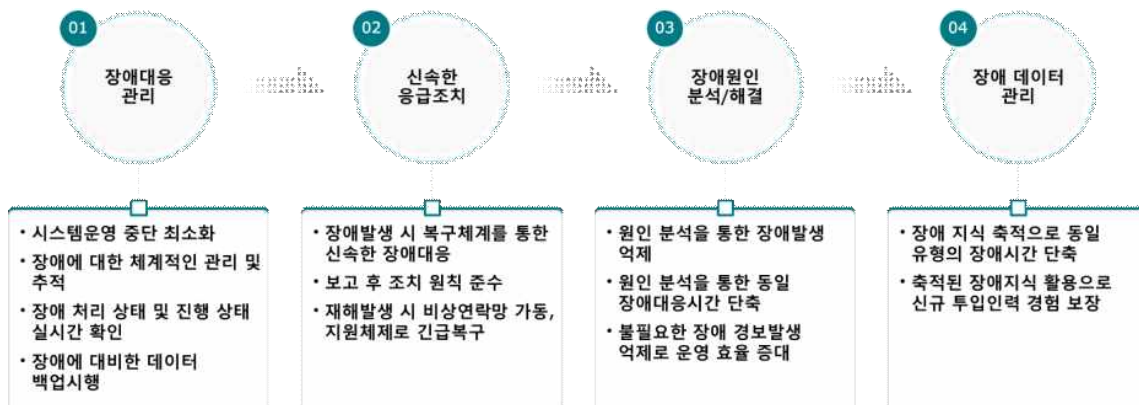 01
장애대응
관리
02
신속한
응급조치
03
장애원인
분석/해결
04
장애 데이터
관리
• 시스템운영 중단 최소화
• 장애에 대한 체계적인 관리 및
추적
• 장애 처리 상태 및 진행 상태
실시간 확인
• 장애에 대비한 데이터
백업시행
• 장애발생 시 복구체계를 통한
신속한 장애대응
• 보고 후 조치 원칙 준수
• 재해발생 시 비상연락망 가동,
지원체제로 긴급복구
• 원인 분석을 통한 장애발생
억제
• 원인 분석을 통한 동일
장애대응시간 단축
• 불필요한 장애 경보발생
억제로 운영 효율 증대
• 장애 지식 축적으로 동일
유형의 장애시간 단축
• 축적된 장애지식 활용으로
신규 투입인력 경험 보장